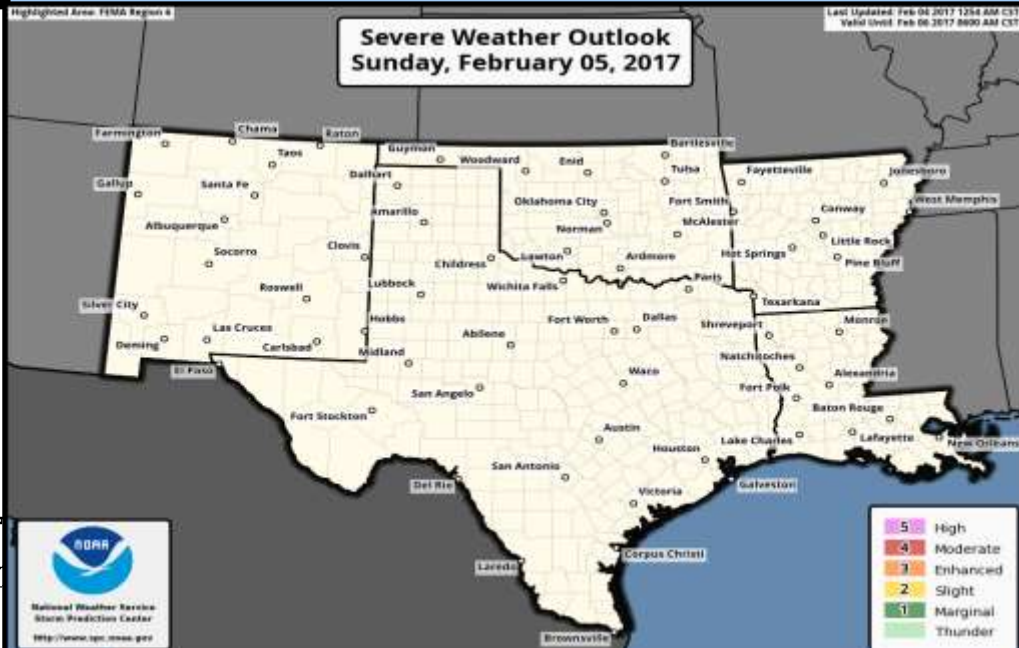 Highlighted Area: FEMA Region 6
Last Updated: Feb 04 2017 1254 AM CST
Valid Until: Feb 06 2017 0600 AM CST
Severe Weather Outlook
Sunday, February 05, 2017
Farmington
Chama
Raton
Taos
Guymon
Woodward
Enid
Bartlesville
Tulsa
Fayetteville
Jonesboro
Gallup
Santa Fe
Dalhart
Oklahoma City
Fort Smith
Conway
West Memphis
Albuquerque
Amarillo
Norman
McAlester
Little Rock
Socorro
Clovis
Childress
Lawton
Ardmore
Hot Springs
Pine Bluff
Roswell
Lubbock
Wichita Falls
Paris
Texarkana
Silver City
Las Cruces
Hobbs
Abilene
Fort Worth
Dallas
Shreveport
Monroe
Deming
Carlsbad
Midland
Natchitoches
El Paso
San Angelo
Waco
Fort Polk
Alexandria
Fort Stockton
Austin
Baton Rouge
Houston
Lake Charles
Lafayette
New Orleans
San Antonio
Del Rio
Victoria
Galveston
Laredo
Corpus Christi
Brownsville
NOAA
National Weather Service
Storm Prediction Center
http://www.spc.noaa.gov
5 High
4 Moderate
3 Enhanced
2 Slight
1 Marginal
Thunder